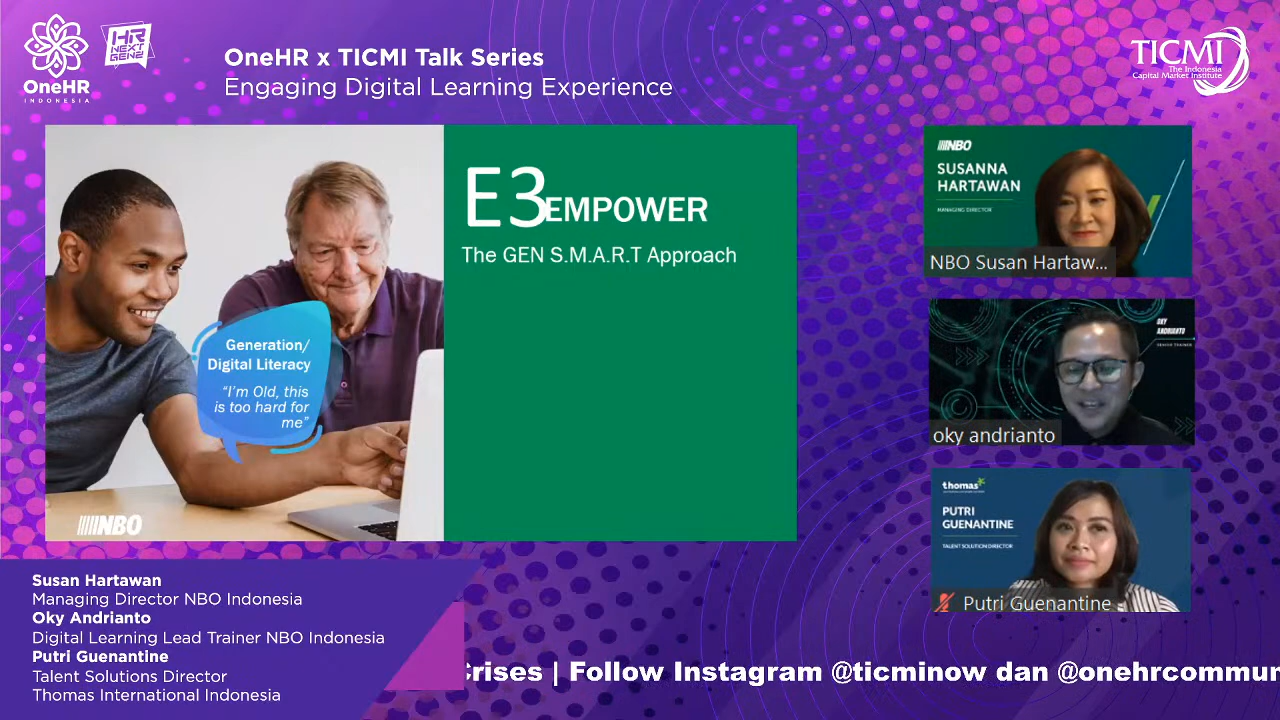 OneHR
INDONESIA
HR
NEXT
GEN2
OneHR x TICMI Talk Series
Engaging Digital Learning Experience
TICMI
The Indonesia
Capital Market Institute
E3 EMPOWER
The GEN S.M.A.R.T Approach
Generation/
Digital Literacy
“I’m Old, this
is too hard for
me”
NBO
NBO
SUSANNA
HARTAWAN
MANAGING DIRECTOR
NBO Susan Hartaw...
OKY
ANDRIANTO
SENIOR TRAINER
oky andrianto
thomas
PUTRI
GUENANTINE
TALENT SOLUTION DIRECTOR
Putri Guenantine
Susan Hartawan
Managing Director NBO Indonesia
Oky Andrianto
Digital Learning Lead Trainer NBO Indonesia
Putri Guenantine
Talent Solutions Director
Thomas International Indonesia
Crises | Follow Instagram @ticminow dan @onehrcommun